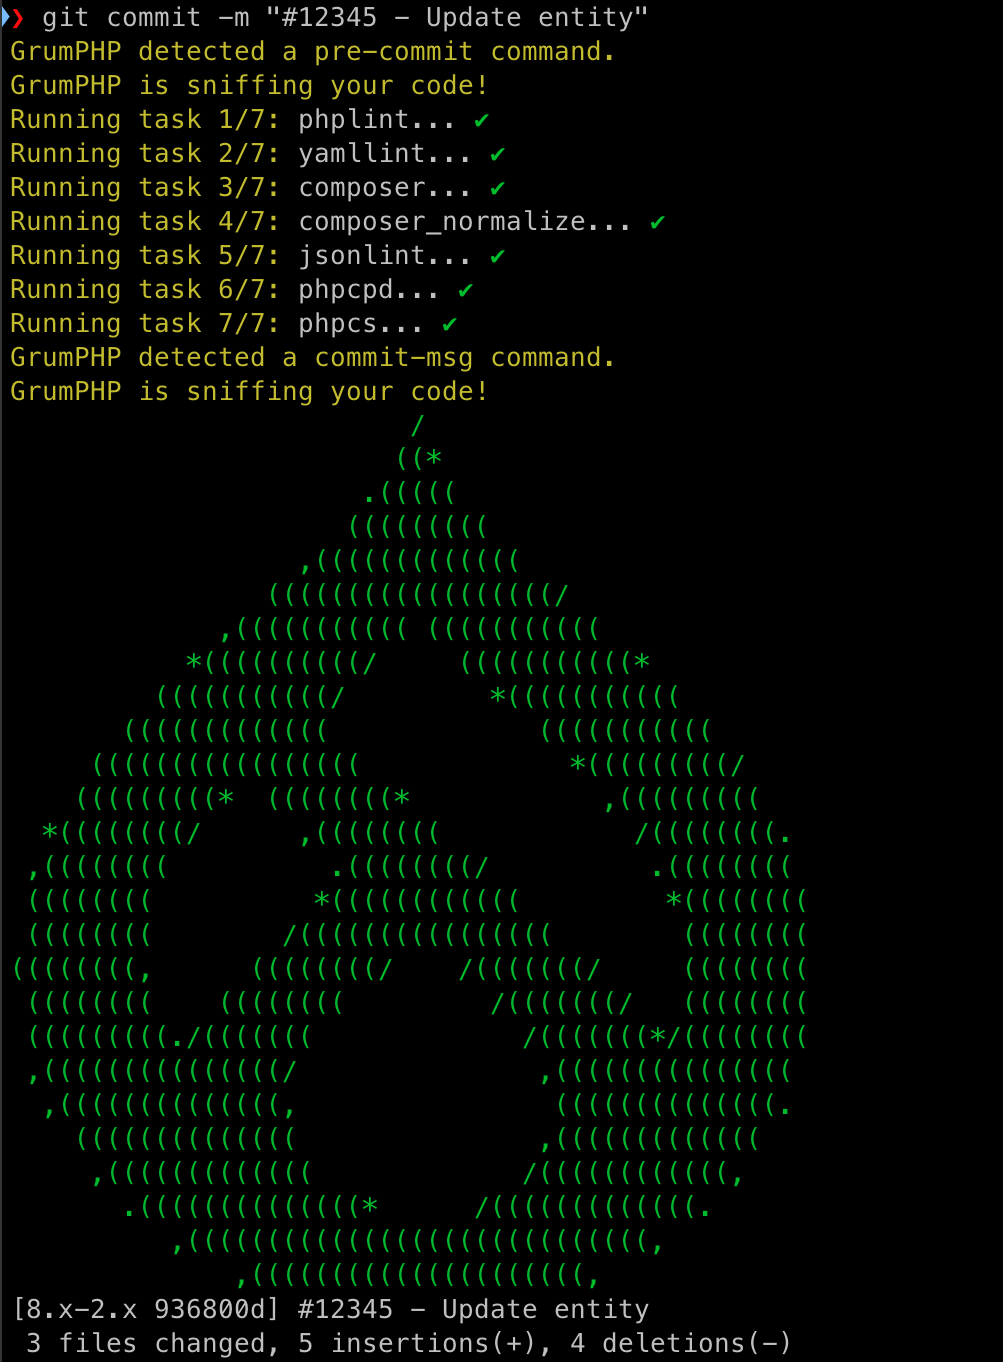 ❯ git commit -m "#12345 - Update entity"
GrumPHP detected a pre-commit command.
GrumPHP is sniffing your code!
Running task 1/7: phplint... ✔
Running task 2/7: yamllint... ✔
Running task 3/7: composer... ✔
Running task 4/7: composer_normalize... ✔
Running task 5/7: jsonlint... ✔
Running task 6/7: phpcpd... ✔
Running task 7/7: phpcs... ✔
GrumPHP detected a commit-msg command.
GrumPHP is sniffing your code!
[8.x-2.x 936800d] #12345 - Update entity
3 files changed, 5 insertions(+), 4 deletions(-)